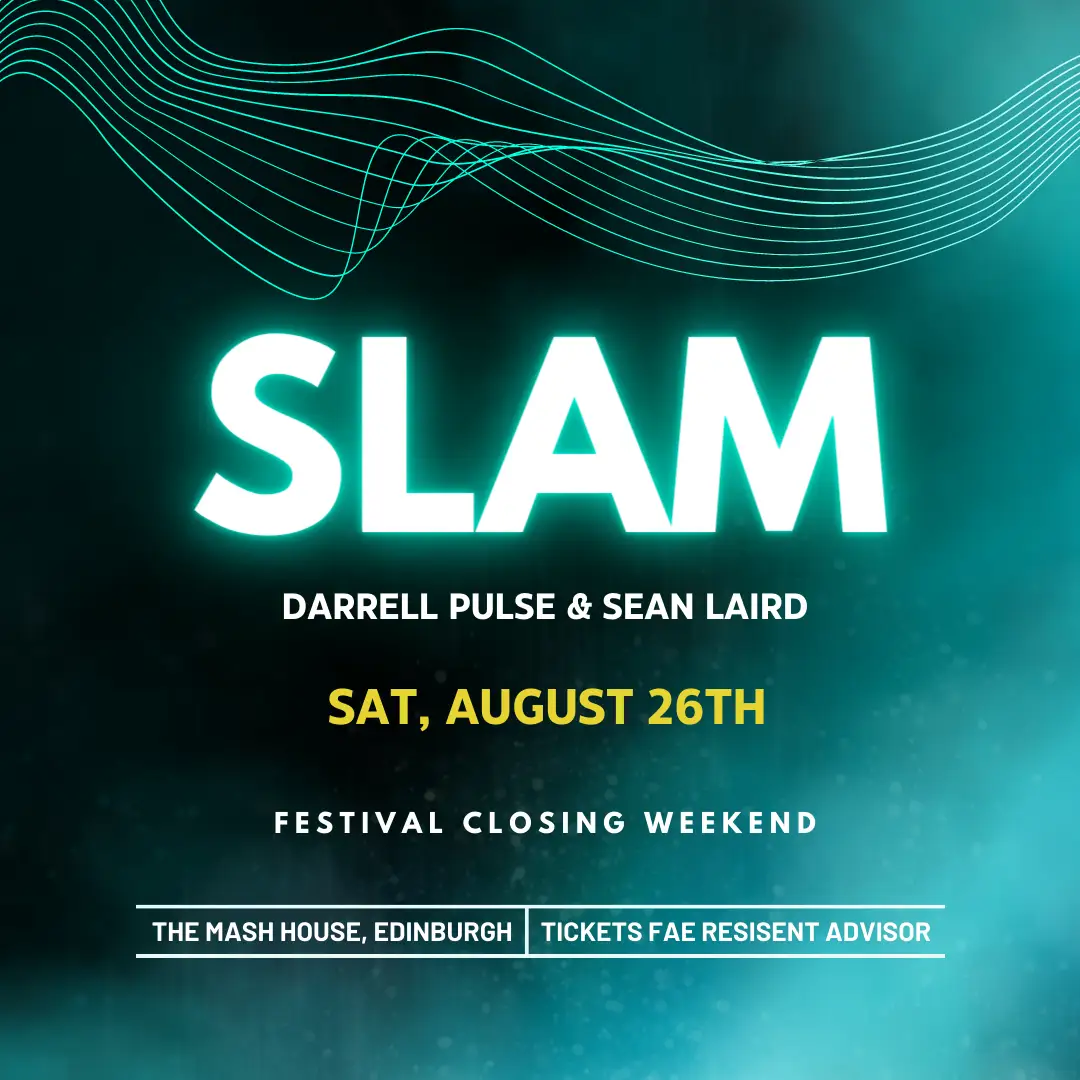 SLAM
DARRELL PULSE & SEAN LAIRD
SAT, AUGUST 26TH
FESTIVAL CLOSING WEEKEND
THE MASH HOUSE, EDINBURGH
TICKETS FAE RESISENT ADVISOR